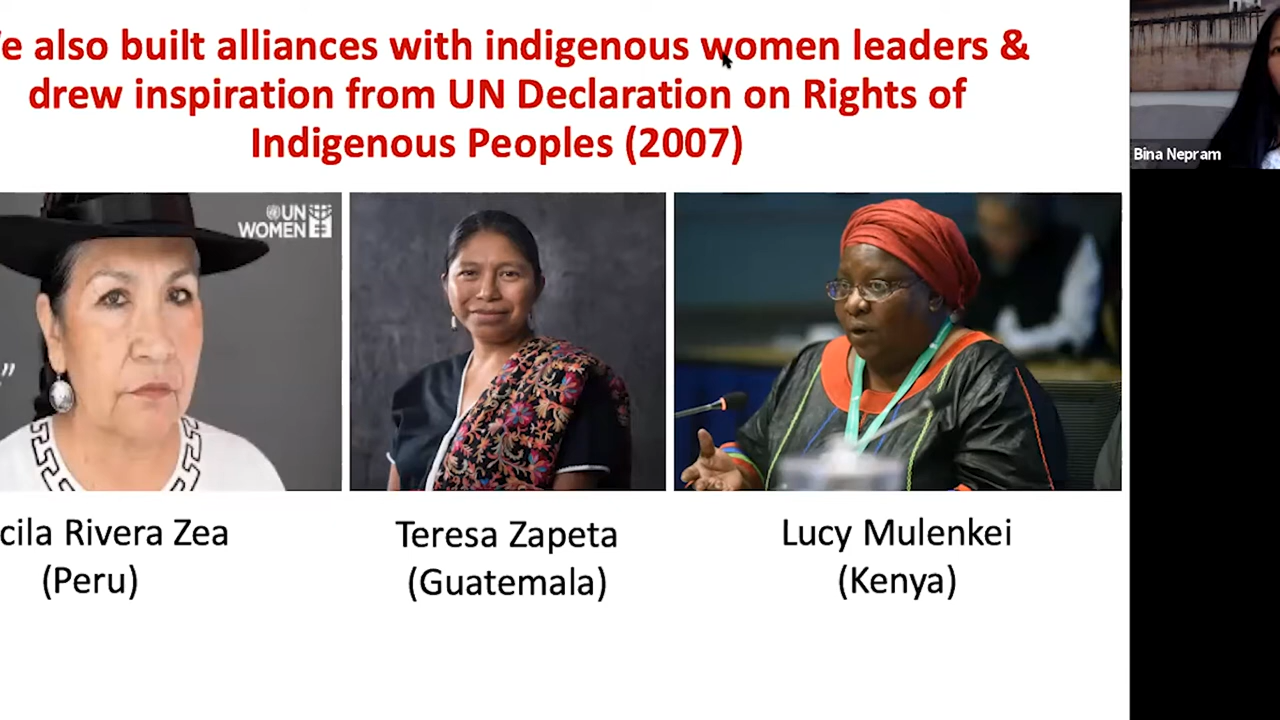 e also built alliances with indigenous women leaders &
drew inspiration from UN Declaration on Rights of
Indigenous Peoples (2007)
Bina Nepram
UN
WOMEN
”
cila Rivera Zea
(Peru)
Teresa Zapeta
(Guatemala)
Lucy Mulenkei
(Kenya)